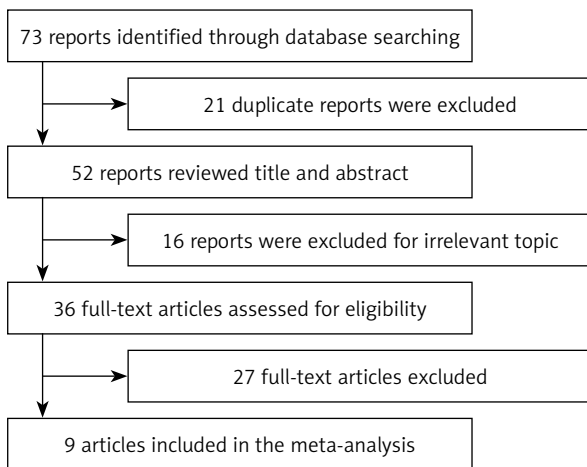 73 reports identified through database searching
21 duplicate reports were excluded
52 reports reviewed title and abstract
16 reports were excluded for irrelevant topic
36 full-text articles assessed for eligibility
27 full-text articles excluded
9 articles included in the meta-analysis